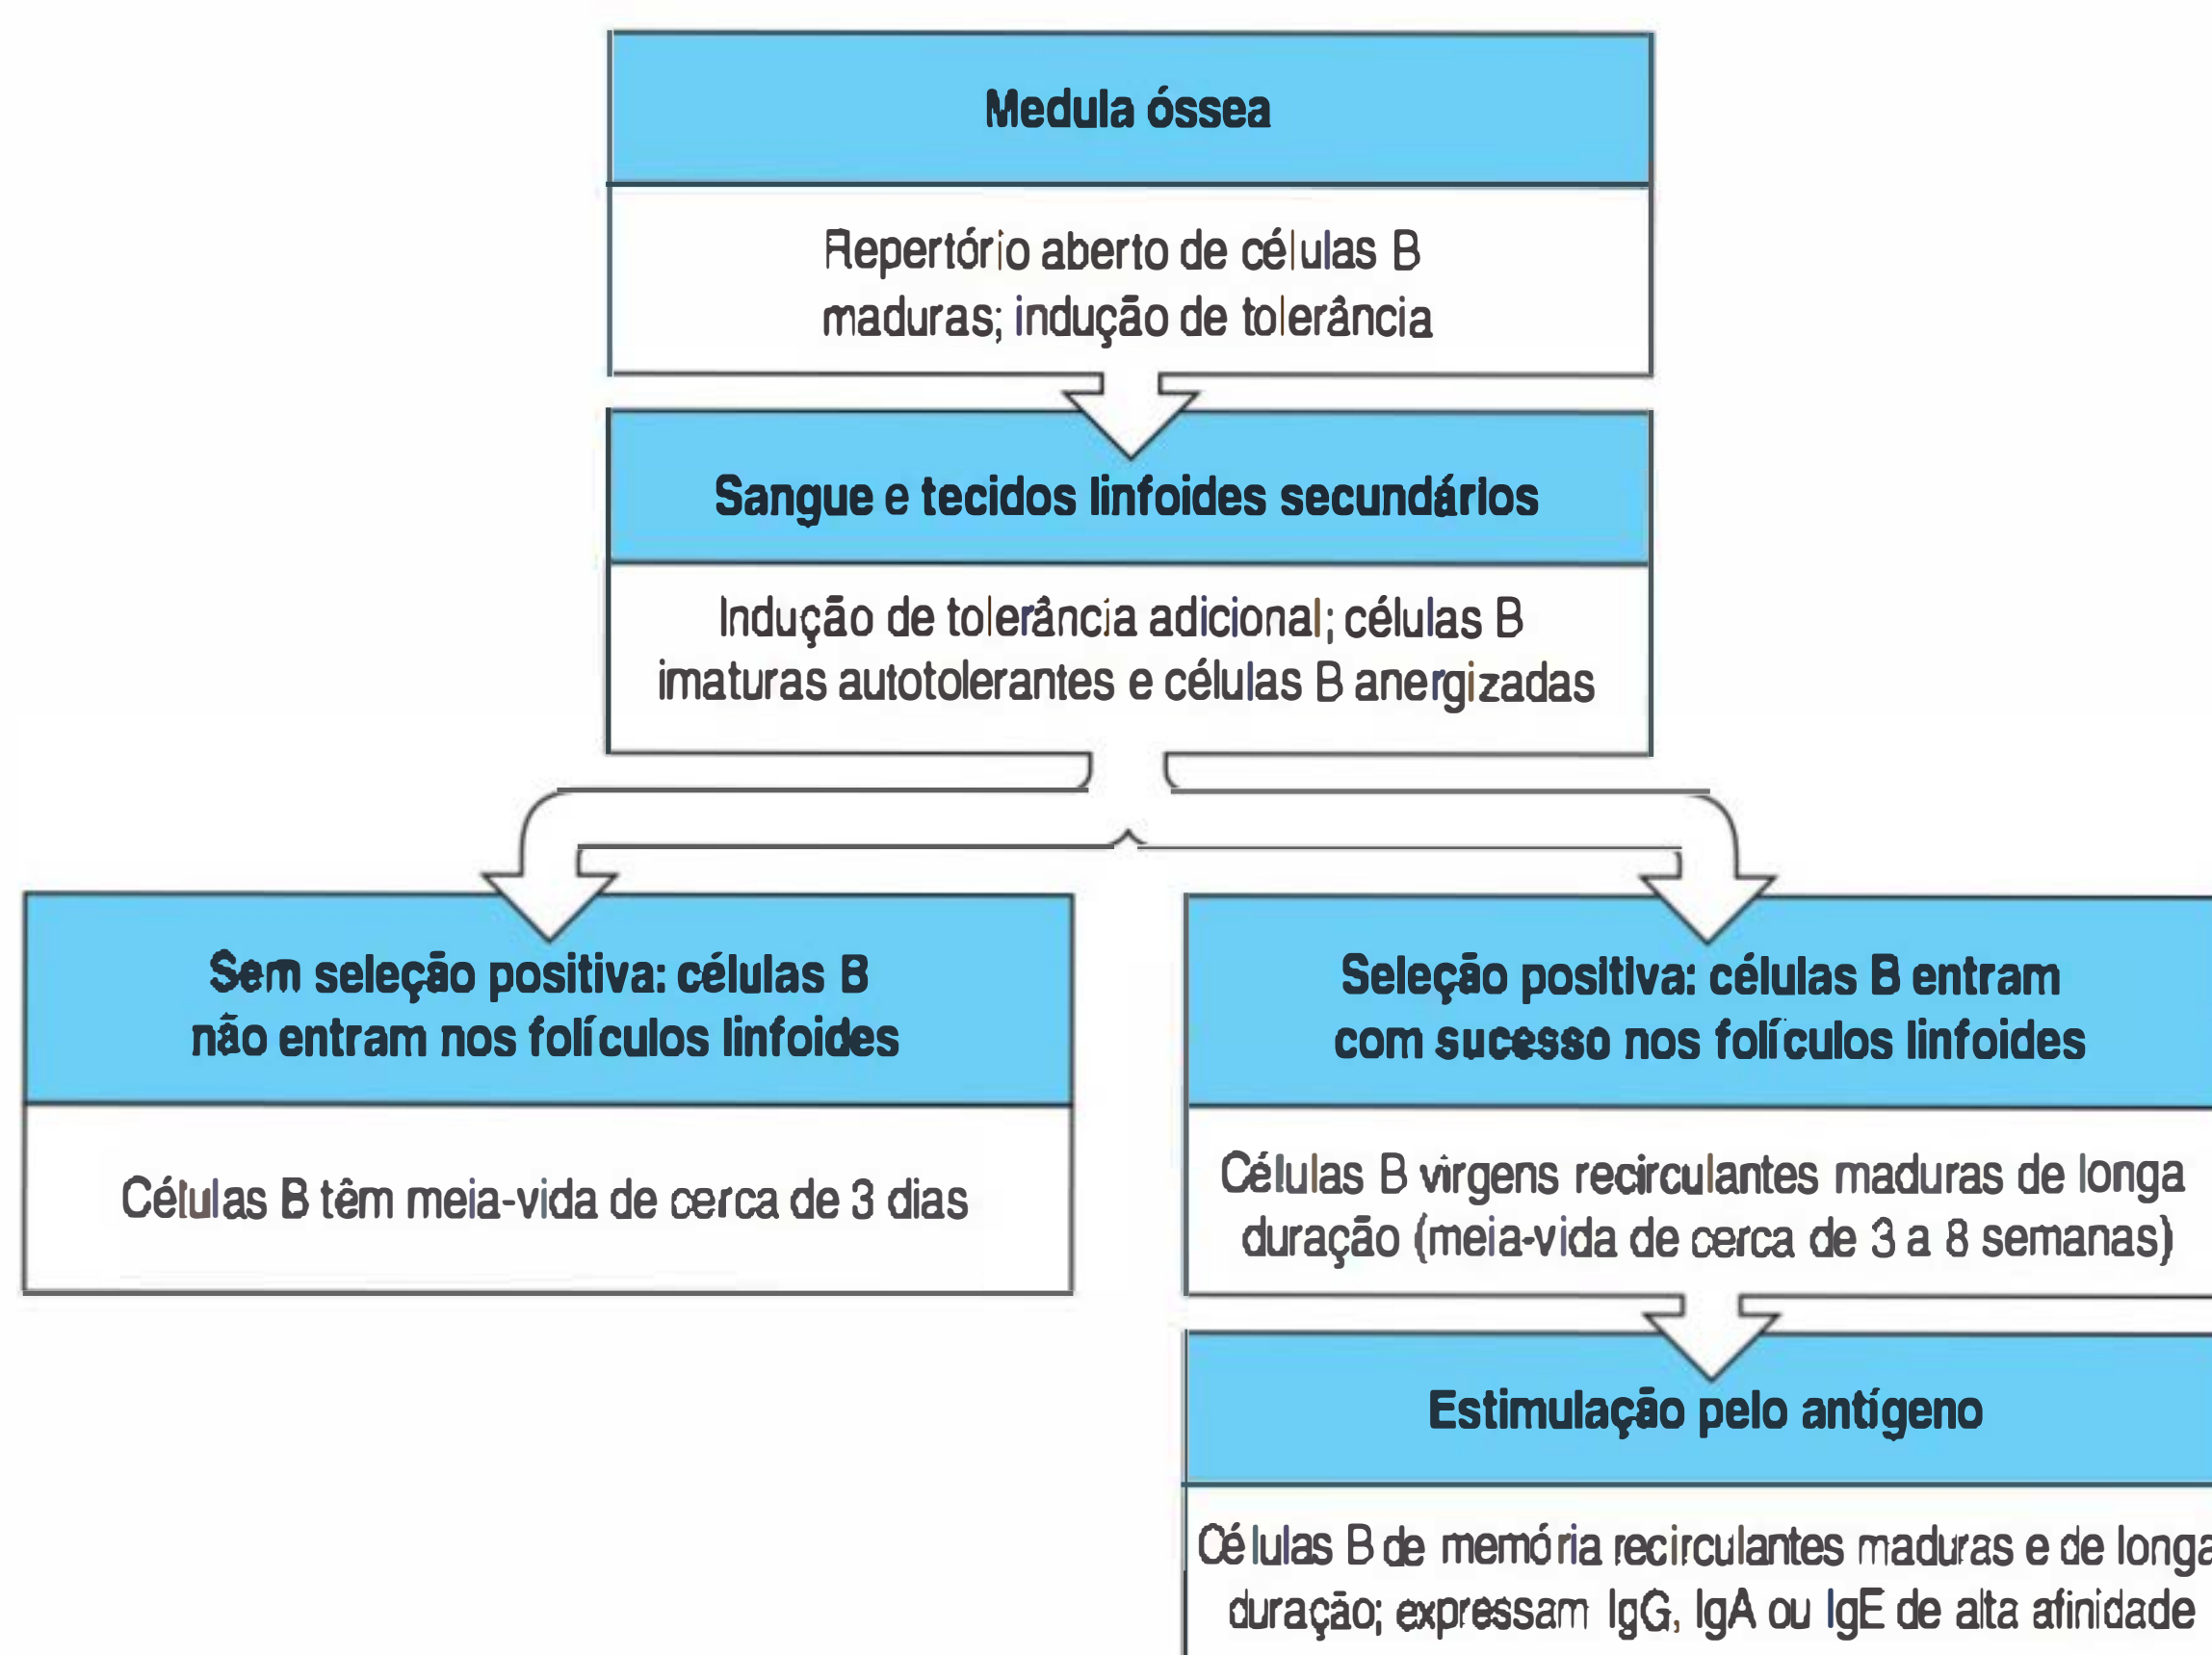 Medula óssea
Repertório aberto de células B
maduras; indução de tolerância
Sangue e tecidos linfoides secundários
Indução de tolerância adicional; células B
imaturas autotolerantes e células B anergizadas
Sem seleção positiva: células B
não entram nos folículos linfoides
Células B têm meia-vida de cerca de 3 dias
Seleção positiva: células B entram
com sucesso nos folículos linfoides
Células B virgens recirculantes maduras de longa
duração (meia-vida de cerca de 3 a 8 semanas)
Estimulação pelo antígeno
Células B de memória recirculantes maduras e de longa
duração; expressam IgG, IgA ou IgE de alta afinidade